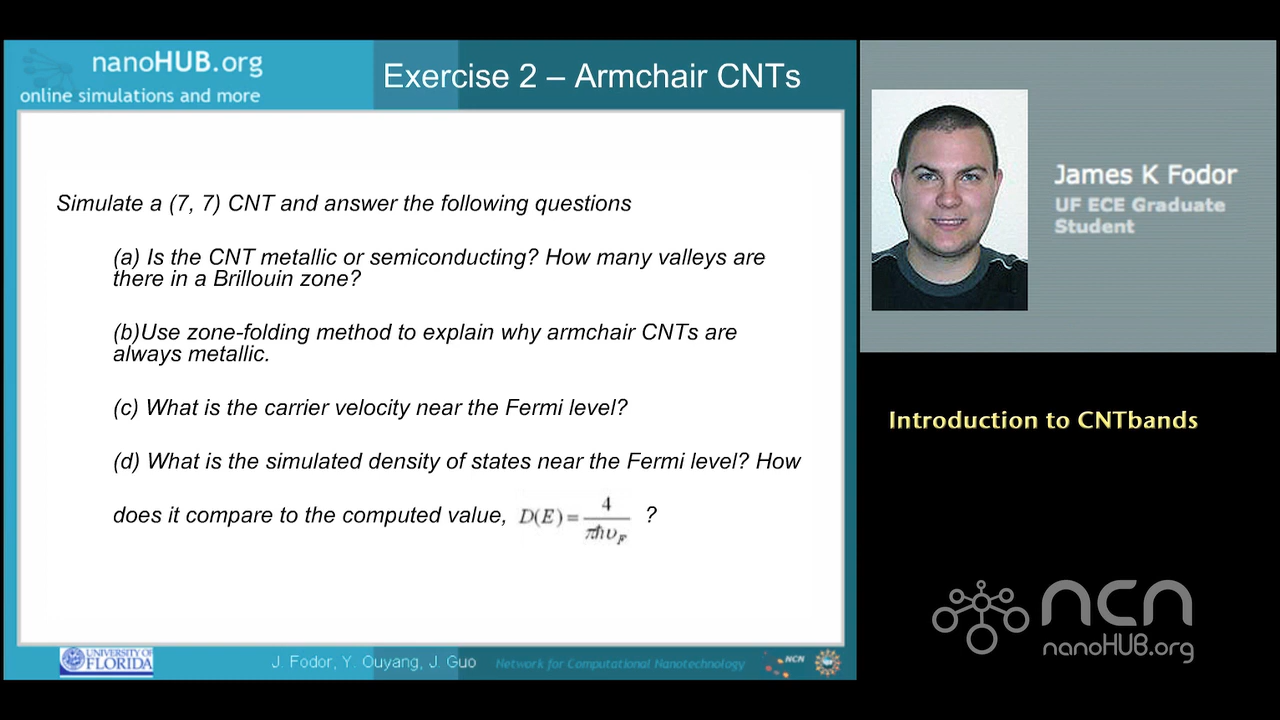 nanoHUB.org
online simulations and more
Exercise 2 – Armchair CNTs
Simulate a (7, 7) CNT and answer the following questions
(a) Is the CNT metallic or semiconducting? How many valleys are
there in a Brillouin zone?
(b)Use zone-folding method to explain why armchair CNTs are
always metallic.
(c) What is the carrier velocity near the Fermi level?
(d) What is the simulated density of states near the Fermi level? How
does it compare to the computed value, D(E) = 4/(πħυ_F) ?
UNIVERSITY OF
FLORIDA
J. Fodor, Y. Ouyang, J. Guo
Network for Computational Nanotechnology
NCN
James K Fodor
UF ECE Graduate
Student
Introduction to CNTbands
ncn
nanoHUB.org